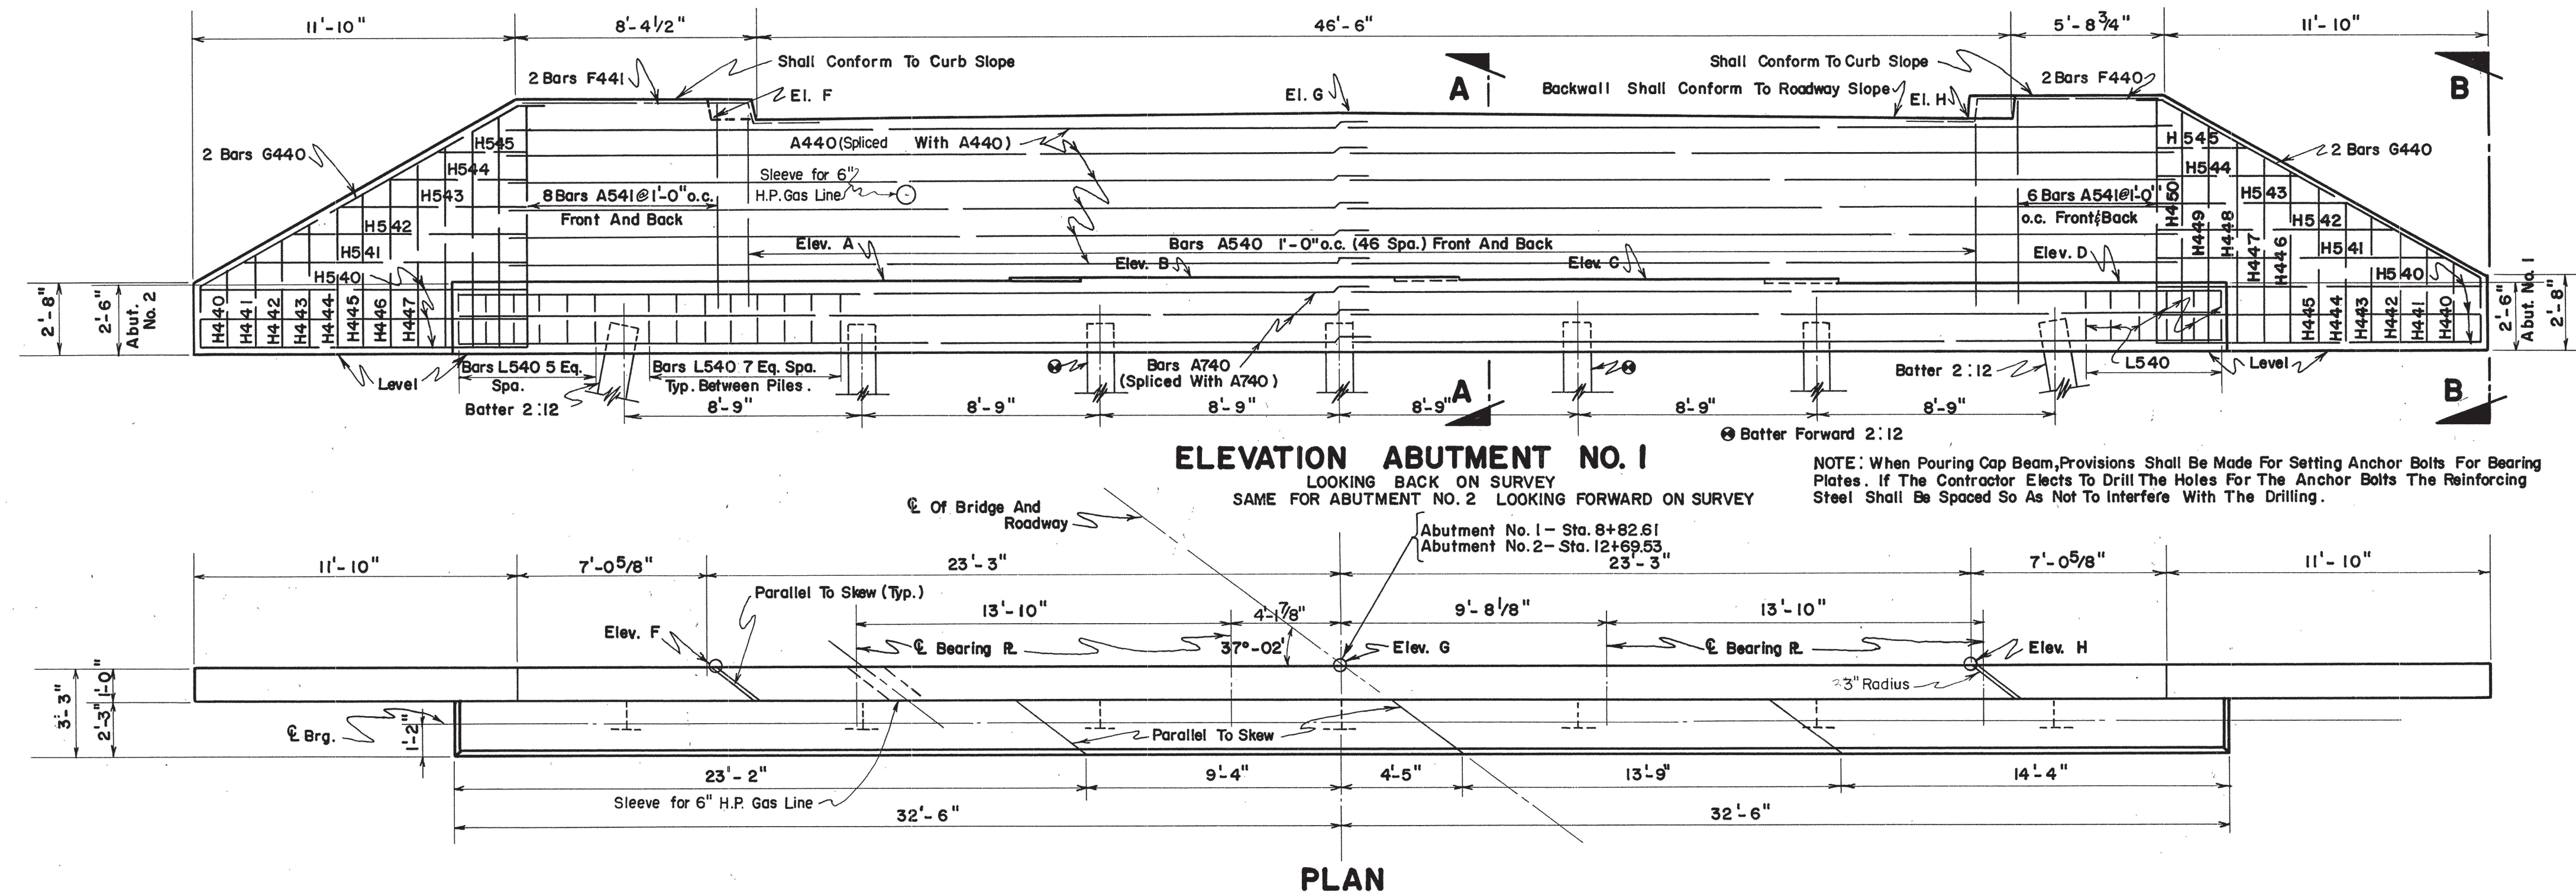 11'-10" 8'-4 1/2" 46'-6" 5'-8 3/4" 11'-10"
Shall Conform To Curb Slope
2 Bars F441
El. F
El. G
A
Shall Conform To Curb Slope
Backwall Shall Conform To Roadway Slope
El. H
2 Bars F440
B
2 Bars G440
H545
H544
H543
H542
H541
H540
A440 (Spliced With A440)
Sleeve for 6"
H.P. Gas Line
8 Bars A541 @ 1'-0" o.c.
Front And Back
Elev. A
Bars A540 1'-0" o.c. (46 Spa.) Front And Back
Elev. B
Elev. C
Elev. D
6 Bars A541 @ 1'-0"
o.c. Front & Back
2 Bars G440
H545
H544
H543
H542
H541
H540
H450
H449
H448
H447
H446
H445
H444
H443
H442
H441
H440
2'-8"
2'-6"
Abut.
No. 2
H440
H441
H442
H443
H444
H445
H446
H447
2'-6"
Abut. No. 1
2'-8"
Level
Bars L540 5 Eq.
Spa.
Batter 2:12
Bars L540 7 Eq. Spa.
Typ. Between Piles.
Bars A740
(Spliced With A740)
A
Batter 2:12
L540
Level
B
8'-9" 8'-9" 8'-9" 8'-9" 8'-9" 8'-9"
Batter Forward 2:12
ELEVATION ABUTMENT NO. 1
LOOKING BACK ON SURVEY
SAME FOR ABUTMENT NO. 2 LOOKING FORWARD ON SURVEY
NOTE: When Pouring Cap Beam, Provisions Shall Be Made For Setting Anchor Bolts For Bearing
Plates. If The Contractor Elects To Drill The Holes For The Anchor Bolts The Reinforcing
Steel Shall Be Spaced So As Not To Interfere With The Drilling.
℄ Of Bridge And
Roadway
Abutment No. 1 – Sta. 8+82.61
Abutment No. 2 – Sta. 12+69.53
11'-10" 7'-0 5/8" 23'-3" 23'-3" 7'-0 5/8" 11'-10"
Parallel To Skew (Typ.)
13'-10" 4'-1 7/8" 9'-8 1/8" 13'-10"
Elev. F
℄ Bearing PL
37°-02'
Elev. G
℄ Bearing PL
Elev. H
3" Radius
3'-3"
1'-0"
2'-3"
℄ Brg.
1'-2"
Parallel To Skew
23'-2" 9'-4" 4'-5" 13'-9" 14'-4"
Sleeve for 6" H.P. Gas Line
32'-6" 32'-6"
PLAN